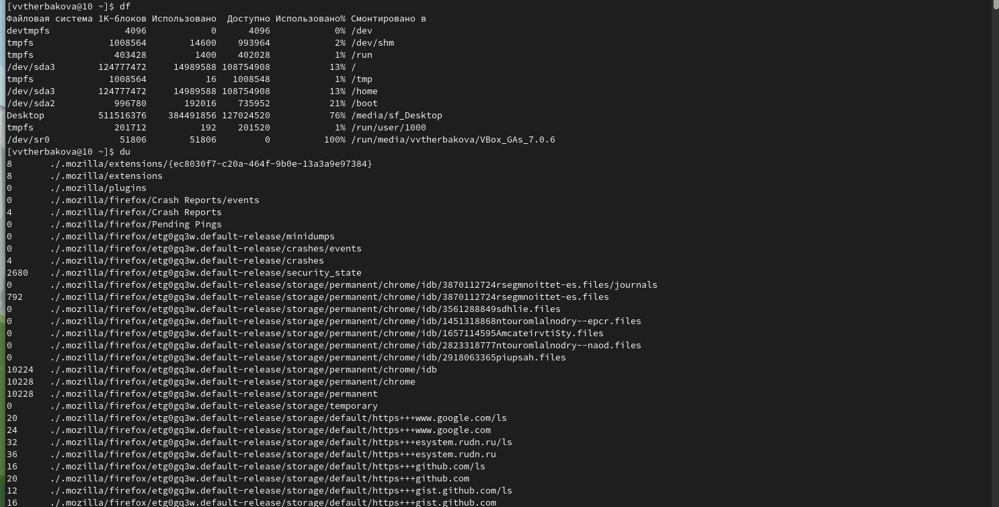 [vvtherbakova@10 ~]$ df
Файловая система 1K-блоков Использовано  Доступно Использовано% Смонтировано в
devtmpfs              4096            0      4096            0% /dev
tmpfs              1008564        14600    993964            2% /dev/shm
tmpfs               403428         1400    402028            1% /run
/dev/sda3        124777472     14989588 108754908           13% /
tmpfs              1008564           16   1008548            1% /tmp
/dev/sda3        124777472     14989588 108754908           13% /home
/dev/sda2           996780       192016    735952           21% /boot
Desktop          511516376    384491856 127024520           76% /media/sf_Desktop
tmpfs               201712          192    201520            1% /run/user/1000
/dev/sr0             51806        51806         0          100% /run/media/vvtherbakova/VBox_GAs_7.0.6
[vvtherbakova@10 ~]$ du
8       ./.mozilla/extensions/{ec8030f7-c20a-464f-9b0e-13a3a9e97384}
8       ./.mozilla/extensions
0       ./.mozilla/plugins
0       ./.mozilla/firefox/Crash Reports/events
4       ./.mozilla/firefox/Crash Reports
0       ./.mozilla/firefox/Pending Pings
0       ./.mozilla/firefox/etg0gq3w.default-release/minidumps
0       ./.mozilla/firefox/etg0gq3w.default-release/crashes/events
4       ./.mozilla/firefox/etg0gq3w.default-release/crashes
2680    ./.mozilla/firefox/etg0gq3w.default-release/security_state
0       ./.mozilla/firefox/etg0gq3w.default-release/storage/permanent/chrome/idb/3870112724rsegmnoittet-es.files/journals
792     ./.mozilla/firefox/etg0gq3w.default-release/storage/permanent/chrome/idb/3870112724rsegmnoittet-es.files
0       ./.mozilla/firefox/etg0gq3w.default-release/storage/permanent/chrome/idb/3561288849sdhlie.files
0       ./.mozilla/firefox/etg0gq3w.default-release/storage/permanent/chrome/idb/1451318868ntouromlalnodry--epcr.files
0       ./.mozilla/firefox/etg0gq3w.default-release/storage/permanent/chrome/idb/1657114595AmcateirvtiSty.files
0       ./.mozilla/firefox/etg0gq3w.default-release/storage/permanent/chrome/idb/2823318777ntouromlalnodry--naod.files
0       ./.mozilla/firefox/etg0gq3w.default-release/storage/permanent/chrome/idb/2918063365piupsah.files
10224   ./.mozilla/firefox/etg0gq3w.default-release/storage/permanent/chrome/idb
10228   ./.mozilla/firefox/etg0gq3w.default-release/storage/permanent/chrome
10228   ./.mozilla/firefox/etg0gq3w.default-release/storage/permanent
0       ./.mozilla/firefox/etg0gq3w.default-release/storage/temporary
20      ./.mozilla/firefox/etg0gq3w.default-release/storage/default/https+++www.google.com/ls
24      ./.mozilla/firefox/etg0gq3w.default-release/storage/default/https+++www.google.com
32      ./.mozilla/firefox/etg0gq3w.default-release/storage/default/https+++esystem.rudn.ru/ls
36      ./.mozilla/firefox/etg0gq3w.default-release/storage/default/https+++esystem.rudn.ru
16      ./.mozilla/firefox/etg0gq3w.default-release/storage/default/https+++github.com/ls
20      ./.mozilla/firefox/etg0gq3w.default-release/storage/default/https+++github.com
12      ./.mozilla/firefox/etg0gq3w.default-release/storage/default/https+++gist.github.com/ls
16      ./.mozilla/firefox/etg0gq3w.default-release/storage/default/https+++gist.github.com